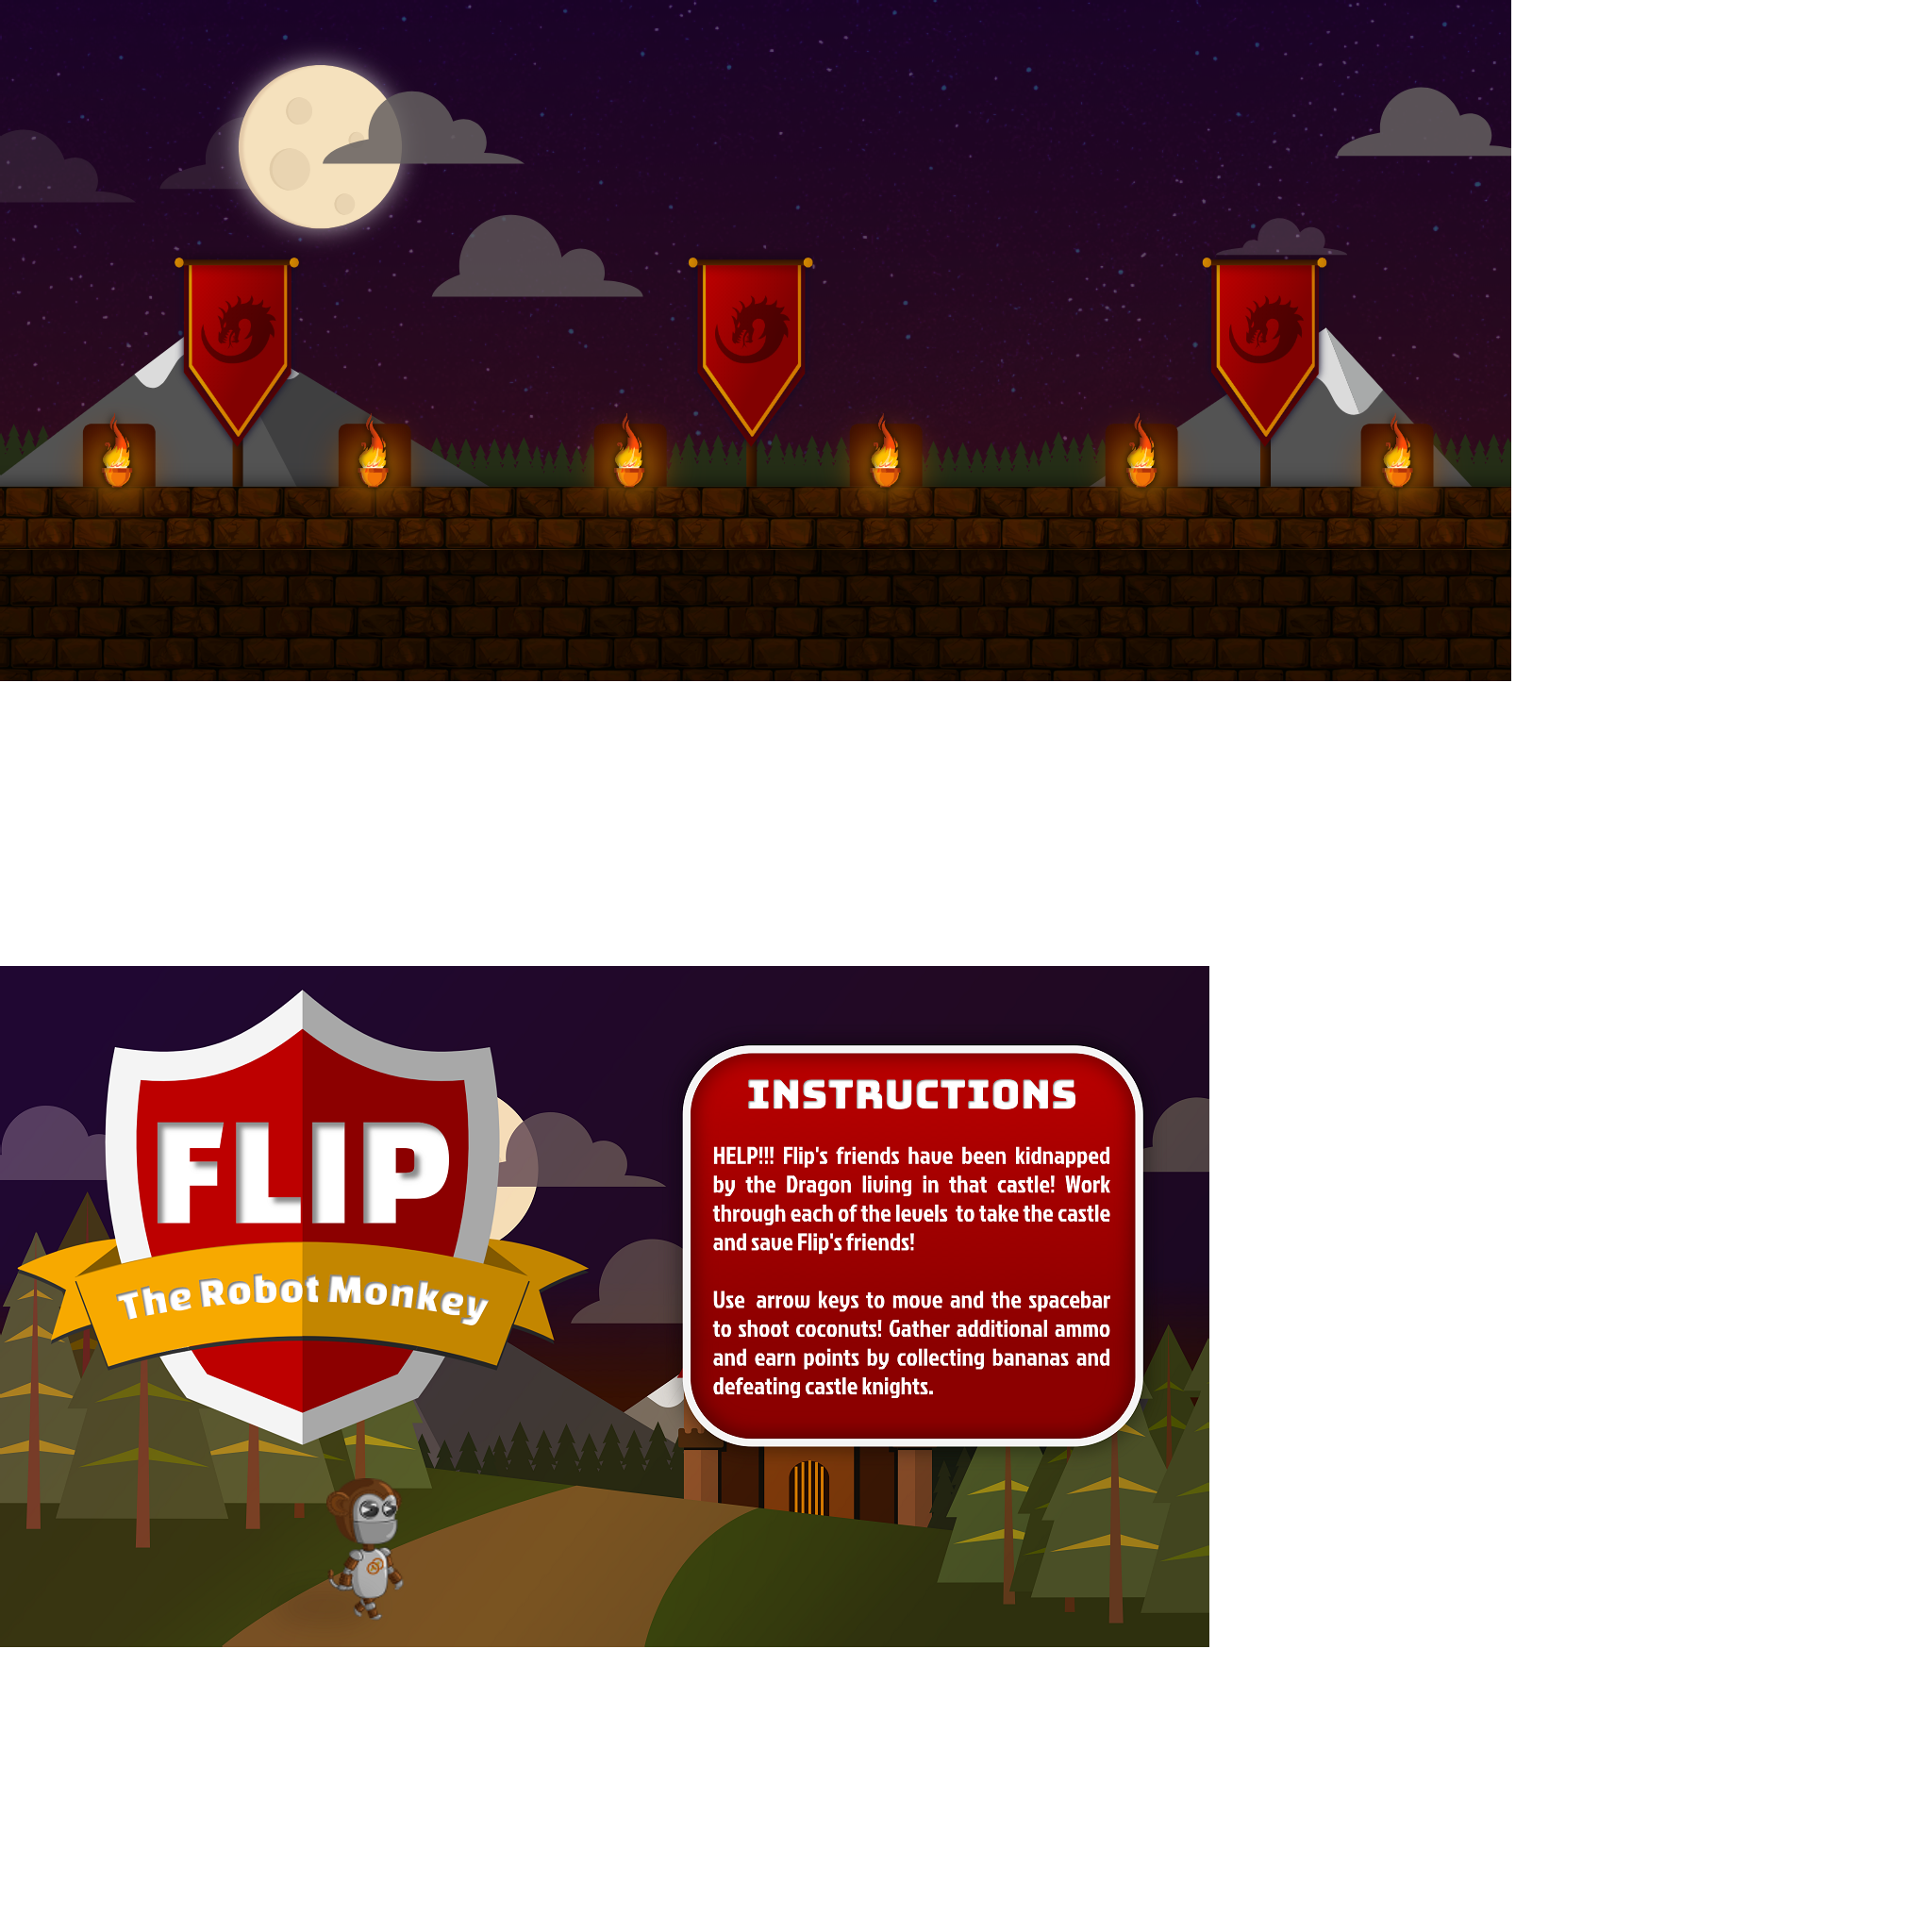 FLIP
The Robot Monkey
INSTRUCTIONS
HELP!!! Flip's friends have been kidnapped
by the Dragon living in that castle! Work
through each of the levels to take the castle
and save Flip's friends!
Use arrow keys to move and the spacebar
to shoot coconuts! Gather additional ammo
and earn points by collecting bananas and
defeating castle knights.